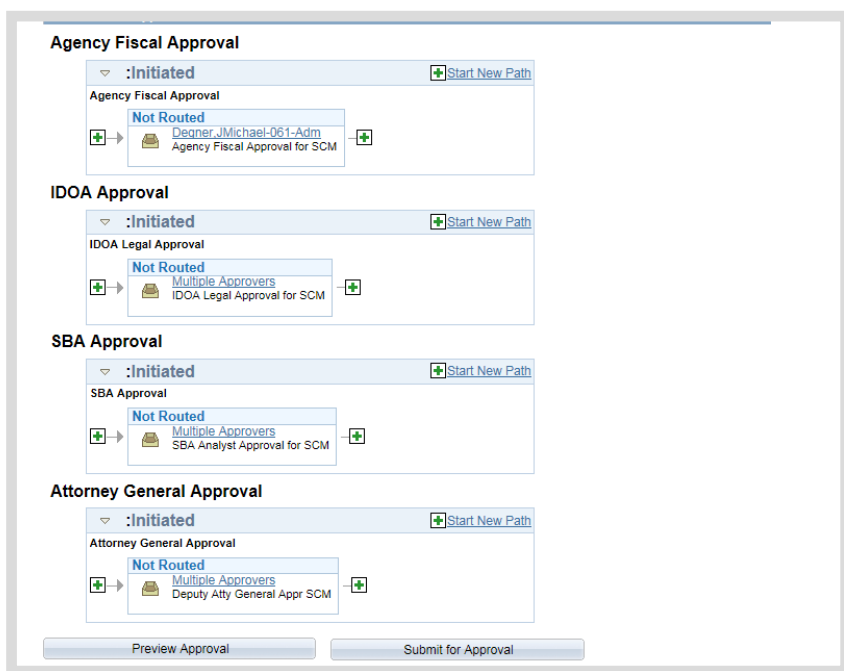 Agency Fiscal Approval
:Initiated
Start New Path
Agency Fiscal Approval
Not Routed
Degner,JMichael-061-Adm
Agency Fiscal Approval for SCM
IDOA Approval
:Initiated
Start New Path
IDOA Legal Approval
Not Routed
Multiple Approvers
IDOA Legal Approval for SCM
SBA Approval
:Initiated
Start New Path
SBA Approval
Not Routed
Multiple Approvers
SBA Analyst Approval for SCM
Attorney General Approval
:Initiated
Start New Path
Attorney General Approval
Not Routed
Multiple Approvers
Deputy Atty General Appr SCM
Preview Approval
Submit for Approval